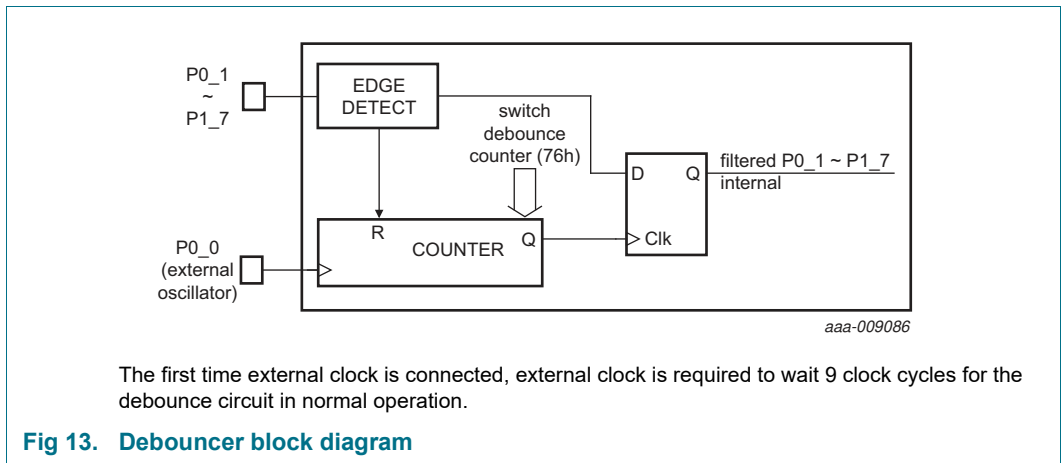 P0_1
~
P1_7
EDGE
DETECT
switch
debounce
counter (76h)
D
Q
filtered P0_1 ~ P1_7
internal
R
COUNTER
Q
Clk
P0_0
(external
oscillator)
aaa-009086
The first time external clock is connected, external clock is required to wait 9 clock cycles for the
debounce circuit in normal operation.
Fig 13. Debouncer block diagram